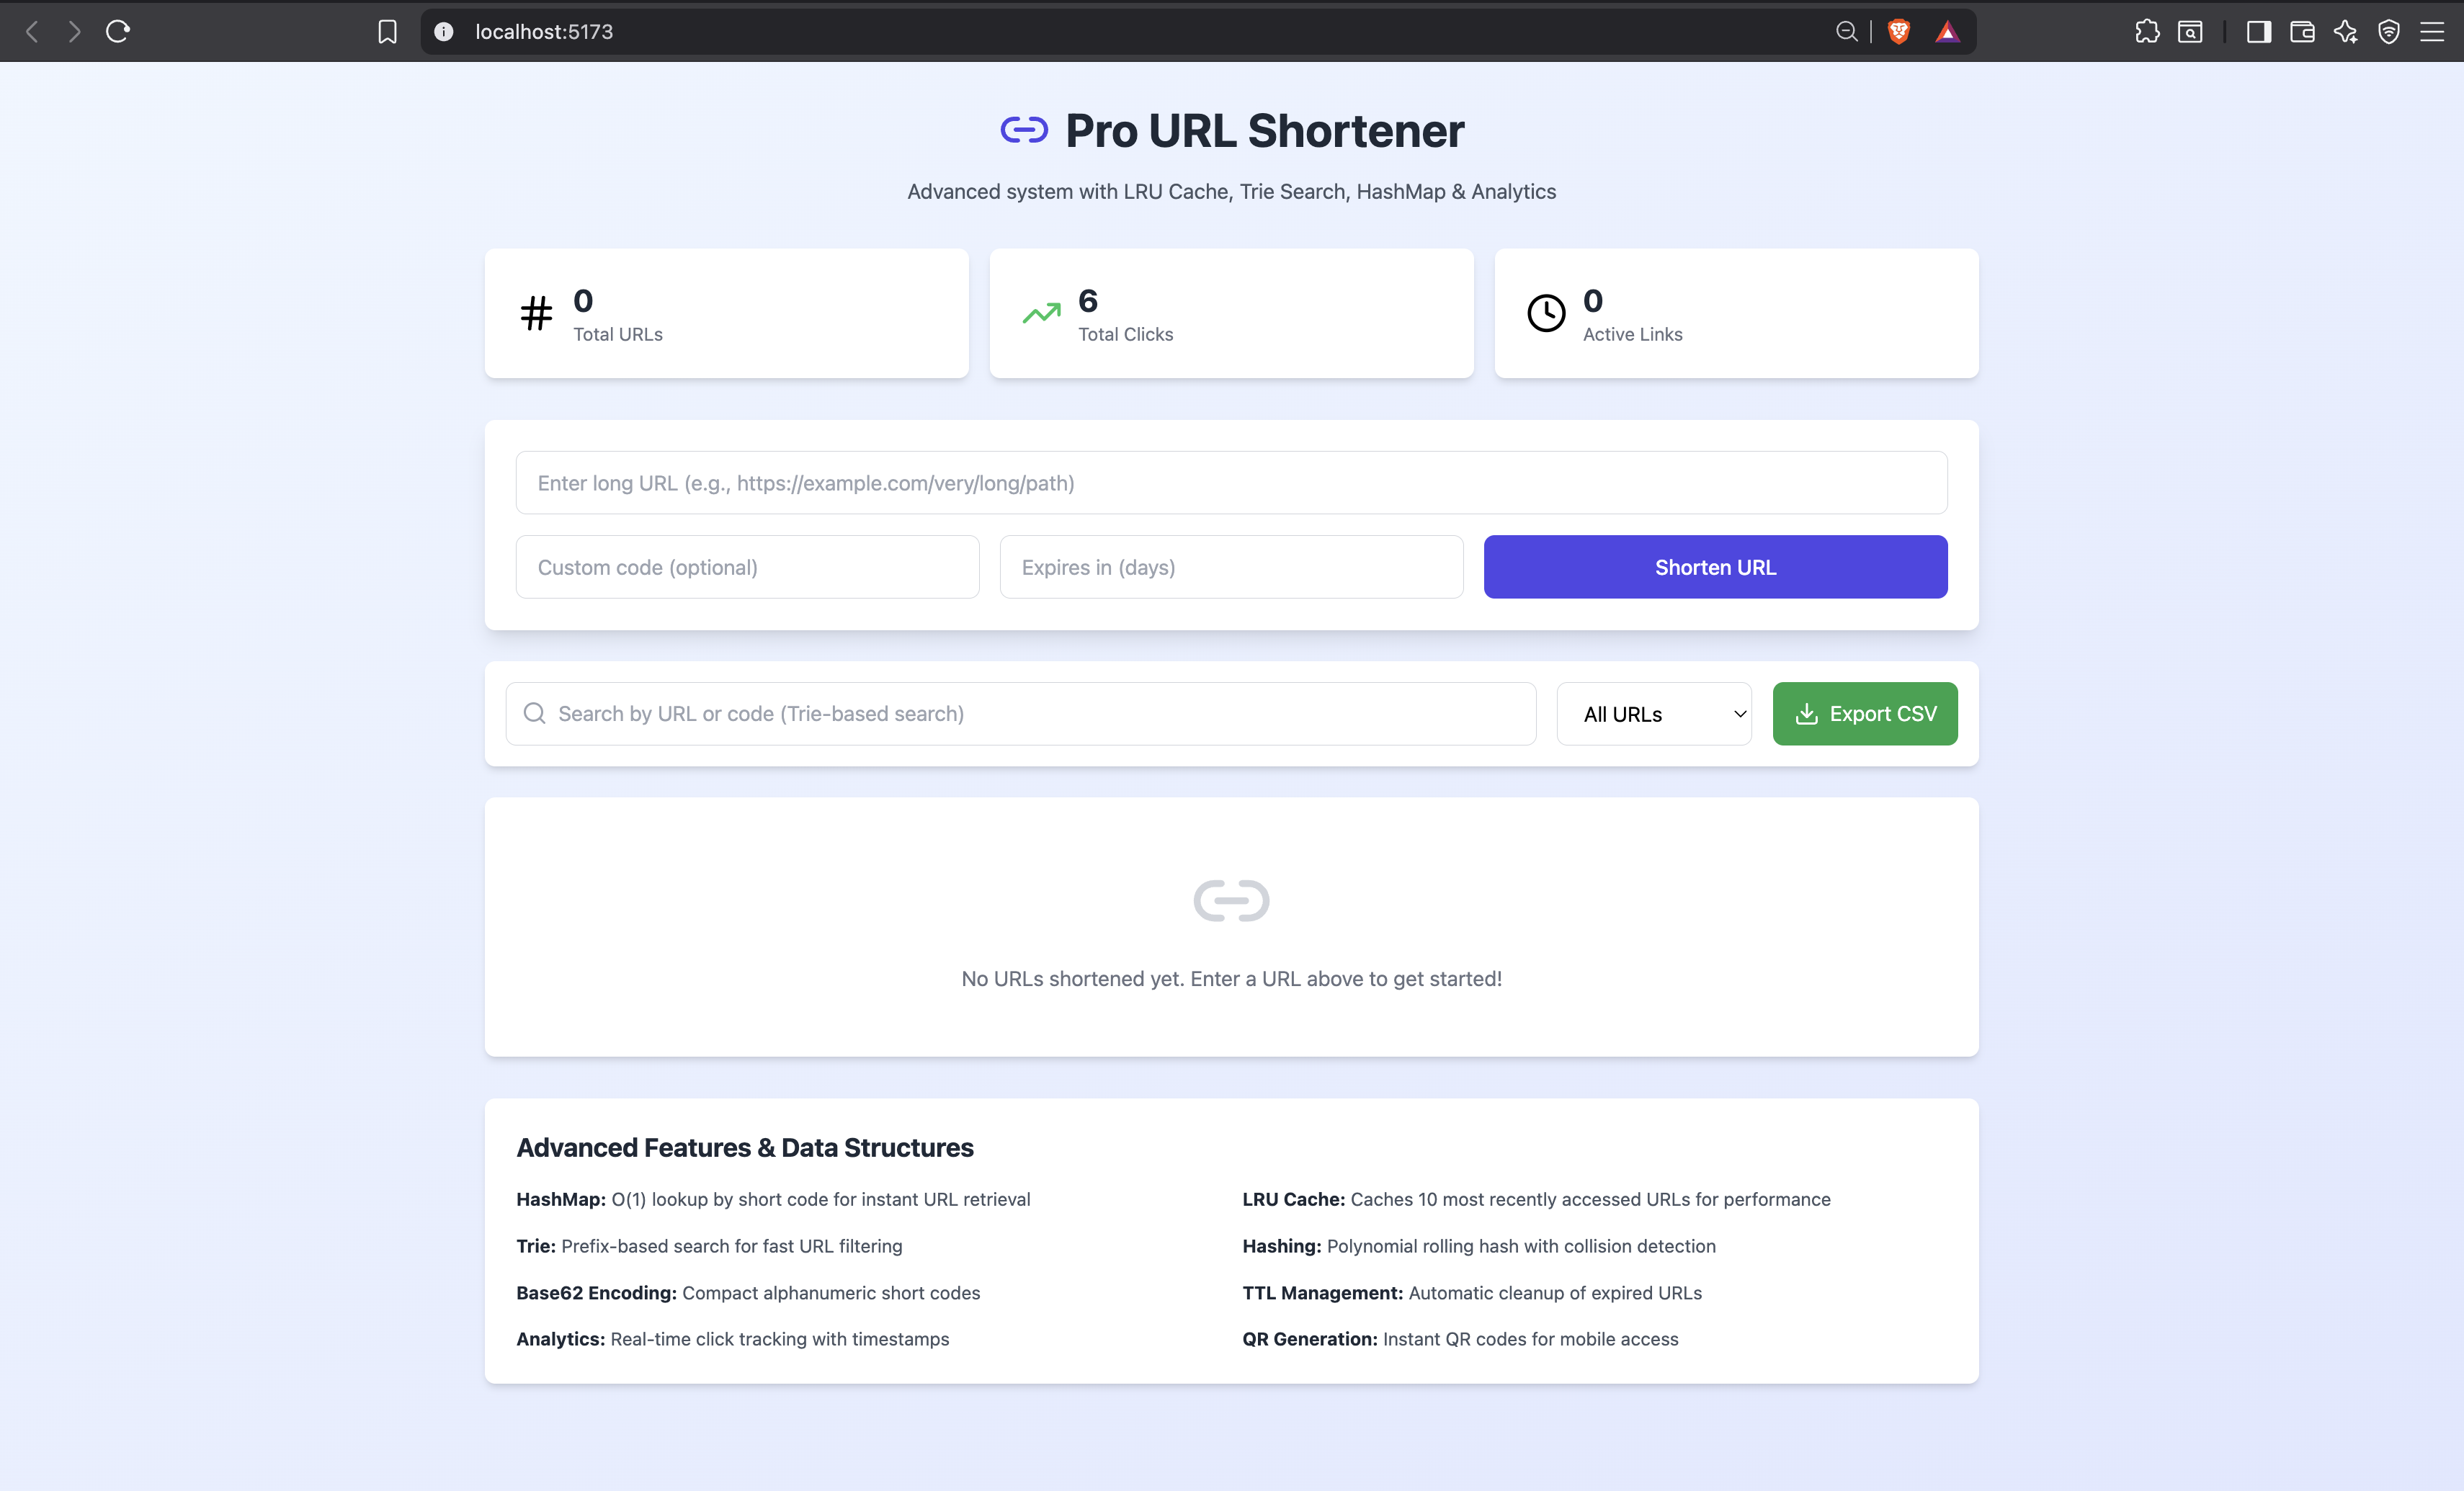 localhost:5173
Pro URL Shortener
Advanced system with LRU Cache, Trie Search, HashMap & Analytics
0
Total URLs
6
Total Clicks
0
Active Links
Enter long URL (e.g., https://example.com/very/long/path)
Custom code (optional)
Expires in (days)
Shorten URL
Search by URL or code (Trie-based search)
All URLs
Export CSV
No URLs shortened yet. Enter a URL above to get started!
Advanced Features & Data Structures
HashMap: O(1) lookup by short code for instant URL retrieval
LRU Cache: Caches 10 most recently accessed URLs for performance
Trie: Prefix-based search for fast URL filtering
Hashing: Polynomial rolling hash with collision detection
Base62 Encoding: Compact alphanumeric short codes
TTL Management: Automatic cleanup of expired URLs
Analytics: Real-time click tracking with timestamps
QR Generation: Instant QR codes for mobile access